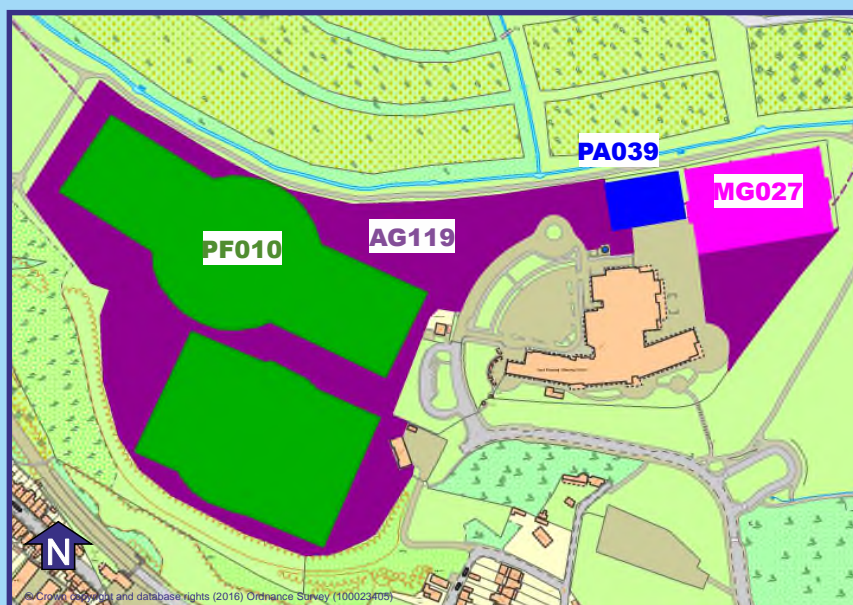 PA039
MG027
AG119
PF010
N
© Crown copyright and database rights (2016) Ordnance Survey (100023405)